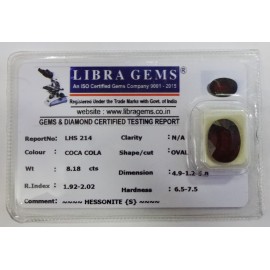 LIBRA GEMS®
An ISO Certified Gems Company 9001 - 2015
Registered Under the Trade Marks with Govt. of India
website : www.libragems.co.in
GEMS & DIAMOND CERTIFIED TESTING REPORT
ReportNo: LHS 214 Clarity N/A
Colour COCA COLA Shape/cut OVAL
Wt 8.18 cts Dimension
R.Index 1.92-2.02 Hardness 6.5-7.5
Comment: ~~~~ HESSONITE {S} ~~~~